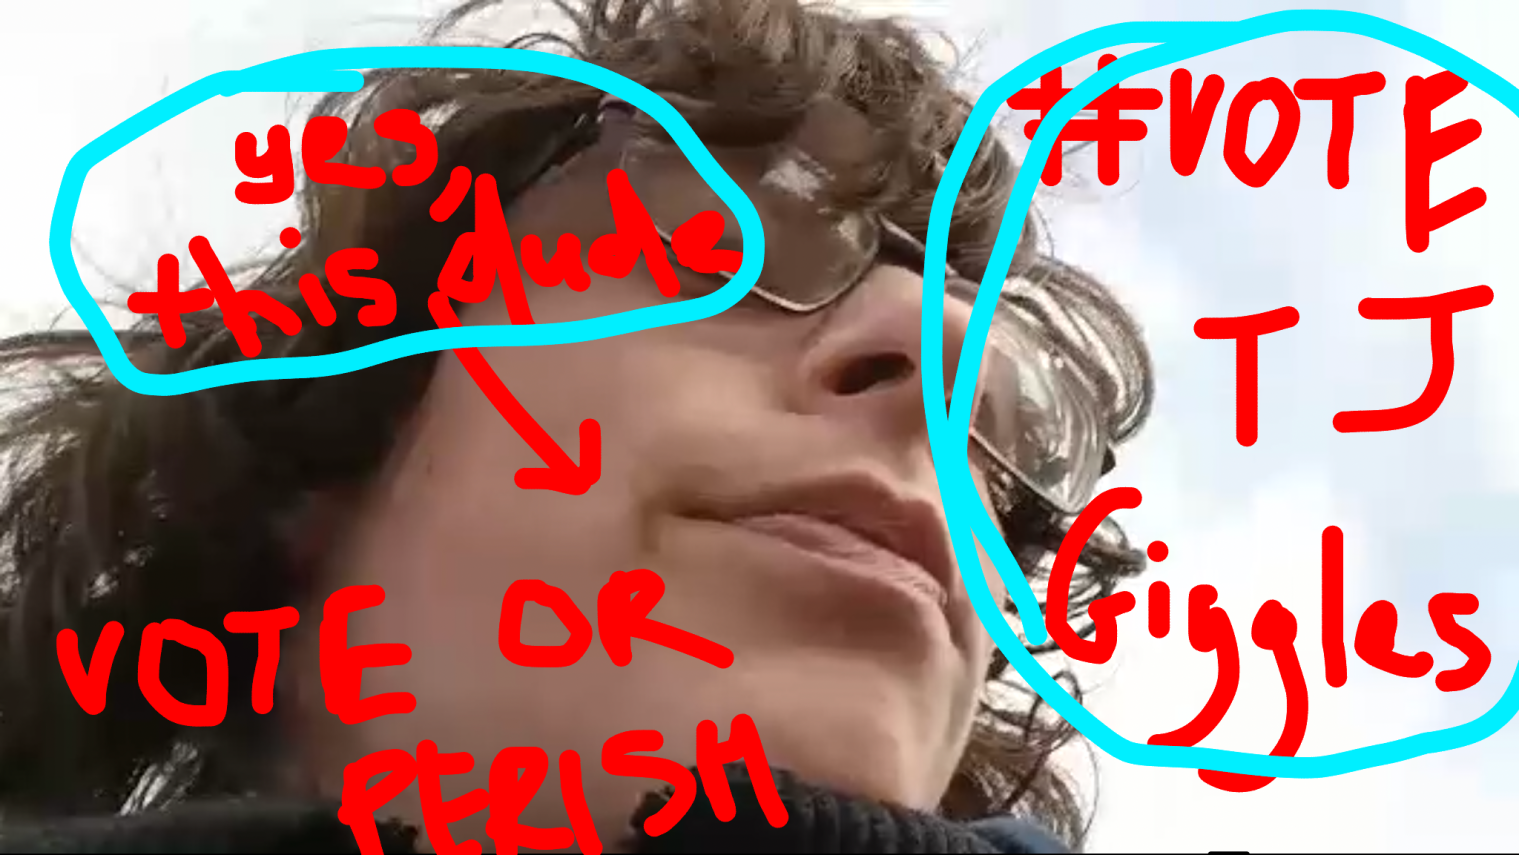 yes,
this dude
#VOTE
TJ
Giggles
VOTE OR
PERISH